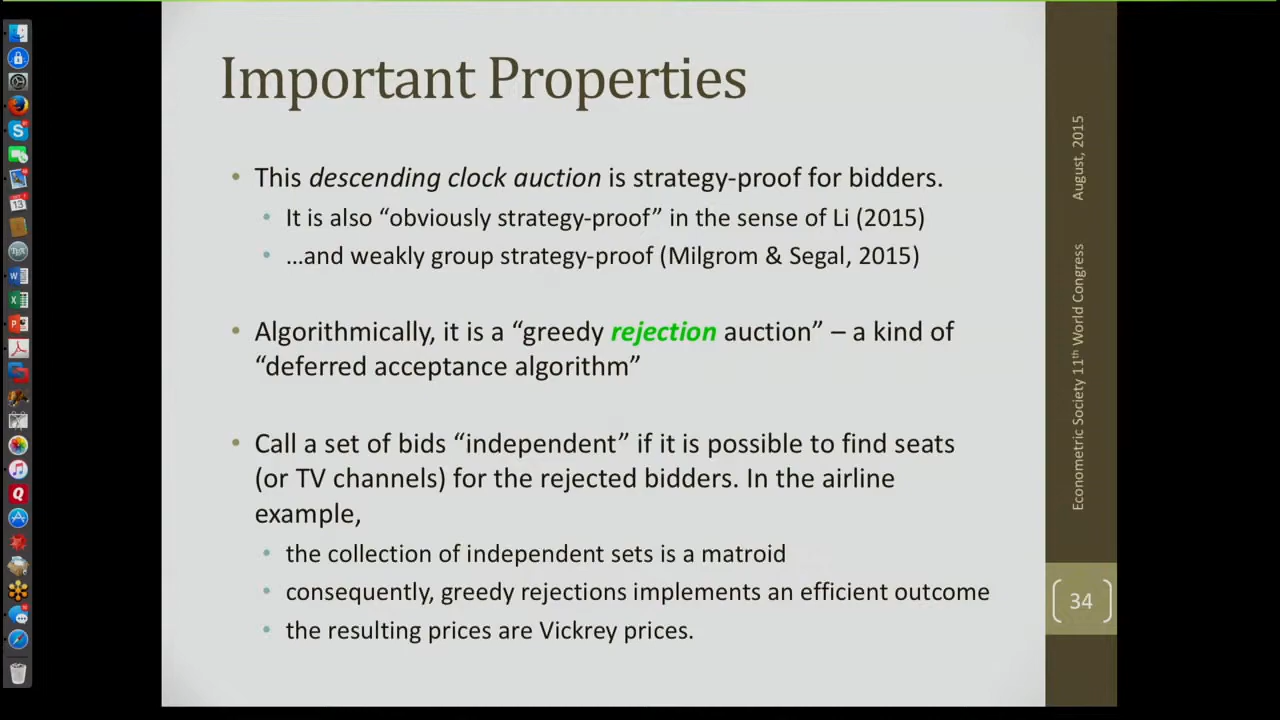 Important Properties
• This descending clock auction is strategy-proof for bidders.
• It is also “obviously strategy-proof” in the sense of Li (2015)
• …and weakly group strategy-proof (Milgrom & Segal, 2015)
• Algorithmically, it is a “greedy rejection auction” – a kind of
“deferred acceptance algorithm”
• Call a set of bids “independent” if it is possible to find seats
(or TV channels) for the rejected bidders. In the airline
example,
• the collection of independent sets is a matroid
• consequently, greedy rejections implements an efficient outcome
• the resulting prices are Vickrey prices.
August, 2015
Econometric Society 11th World Congress
34